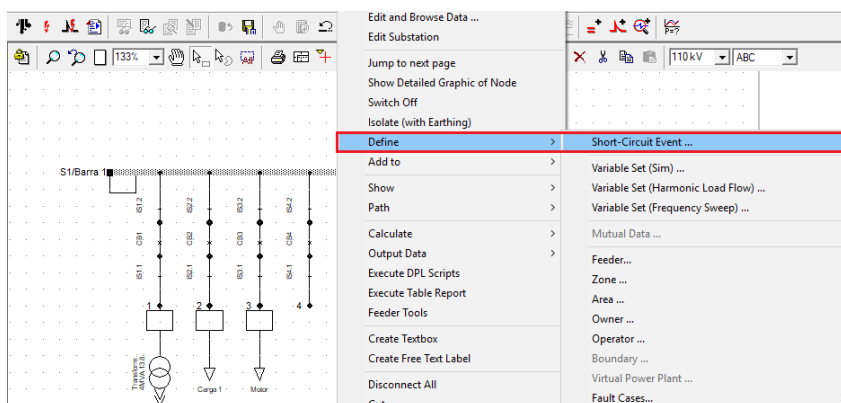 Edit and Browse Data ...
Edit Substation
P=?
133%
Jump to next page
110 kV
ABC
Show Detailed Graphic of Node
Switch Off
Isolate (with Earthing)
Define >
Short-Circuit Event ...
Add to >
Variable Set (Sim) ...
S1/Barra 1
Show >
Variable Set (Harmonic Load Flow) ...
Path >
Variable Set (Frequency Sweep) ...
IS1.2
IS2.2
IS3.2
IS4.2
Calculate >
Mutual Data ...
CB1
CB2
CB3
CB4
Output Data >
Feeder...
Execute DPL Scripts
IS1.1
IS2.1
IS3.1
IS4.1
Zone ...
Execute Table Report
Area ...
1
2
3
4
Feeder Tools
Owner ...
Create Textbox
Operator ...
Create Free Text Label
Boundary ...
Transform..
4MVA 13.8..
Carga 1
Motor
Disconnect All
Virtual Power Plant ...
Fault Cases...